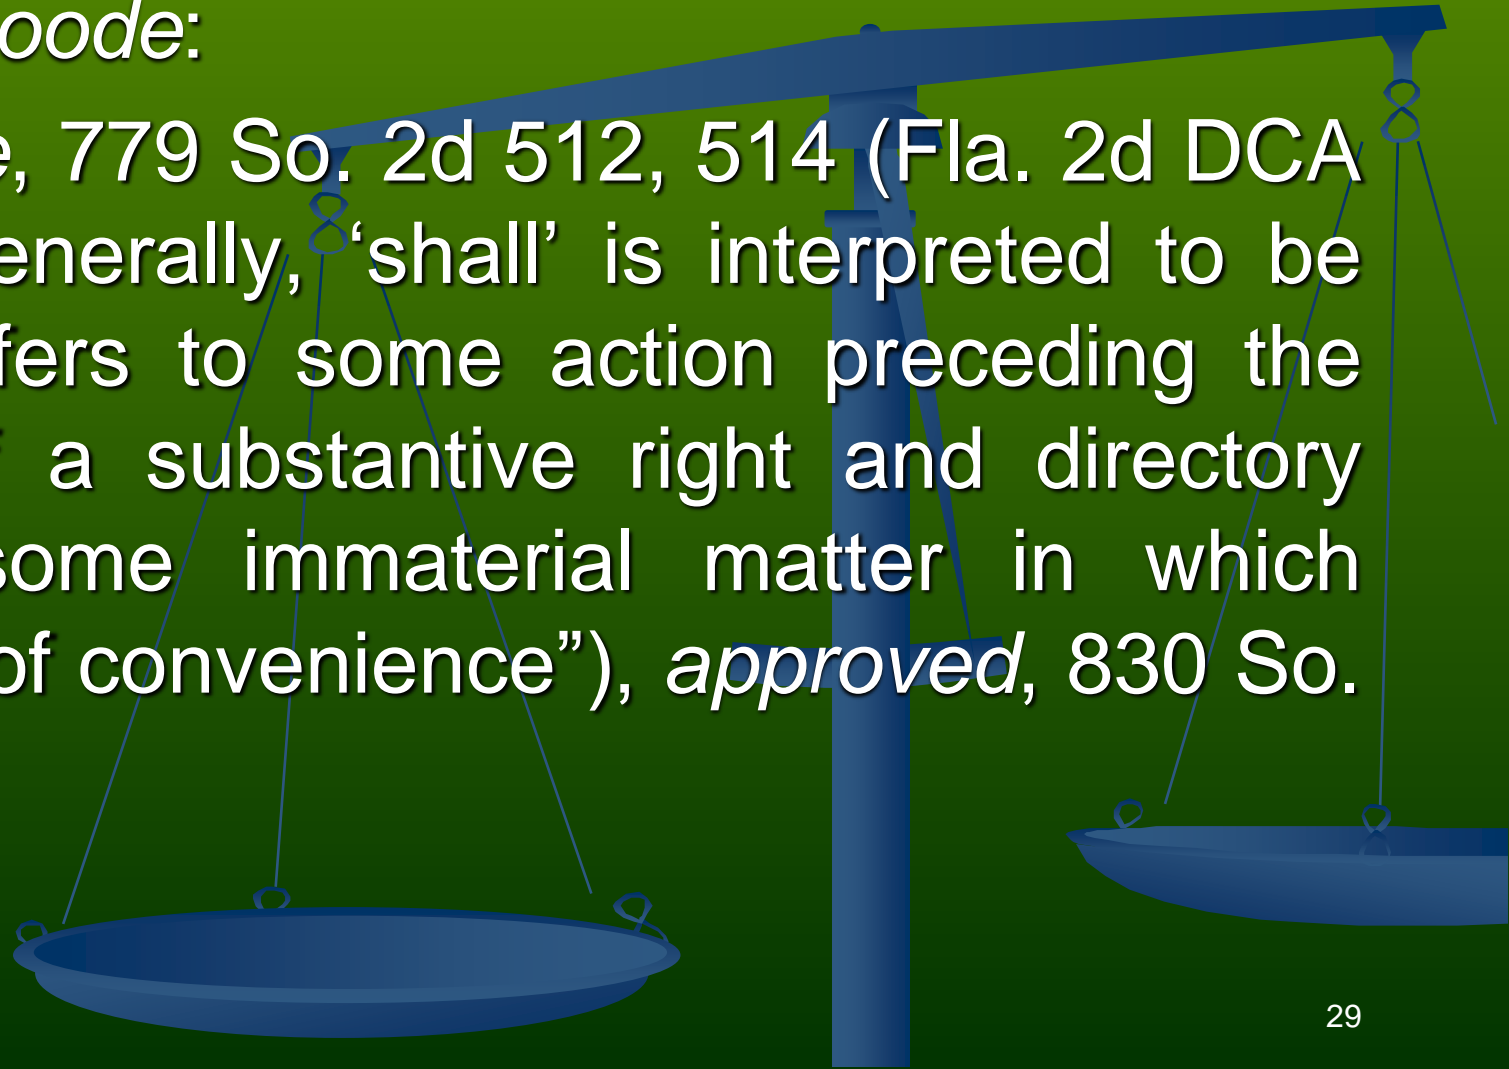 oode:
e, 779 So. 2d 512, 514 (Fla. 2d DCA
enerally, ‘shall’ is interpreted to be
fers to some action preceding the
a substantive right and directory
some immaterial matter in which
of convenience”), approved, 830 So.
29